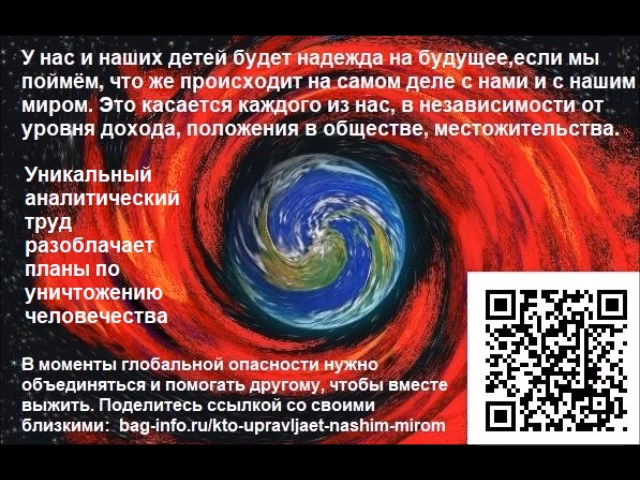 У нас и наших детей будет надежда на будущее,если мы
поймём, что же происходит на самом деле с нами и с нашим
миром. Это касается каждого из нас, в независимости от
уровня дохода, положения в обществе, местожительства.
Уникальный
аналитический
труд
разоблачает
планы по
уничтожению
человечества
В моменты глобальной опасности нужно
объединяться и помогать другому, чтобы вместе
выжить. Поделитесь ссылкой со своими
близкими: bag-info.ru/kto-upravljaet-nashim-mirom